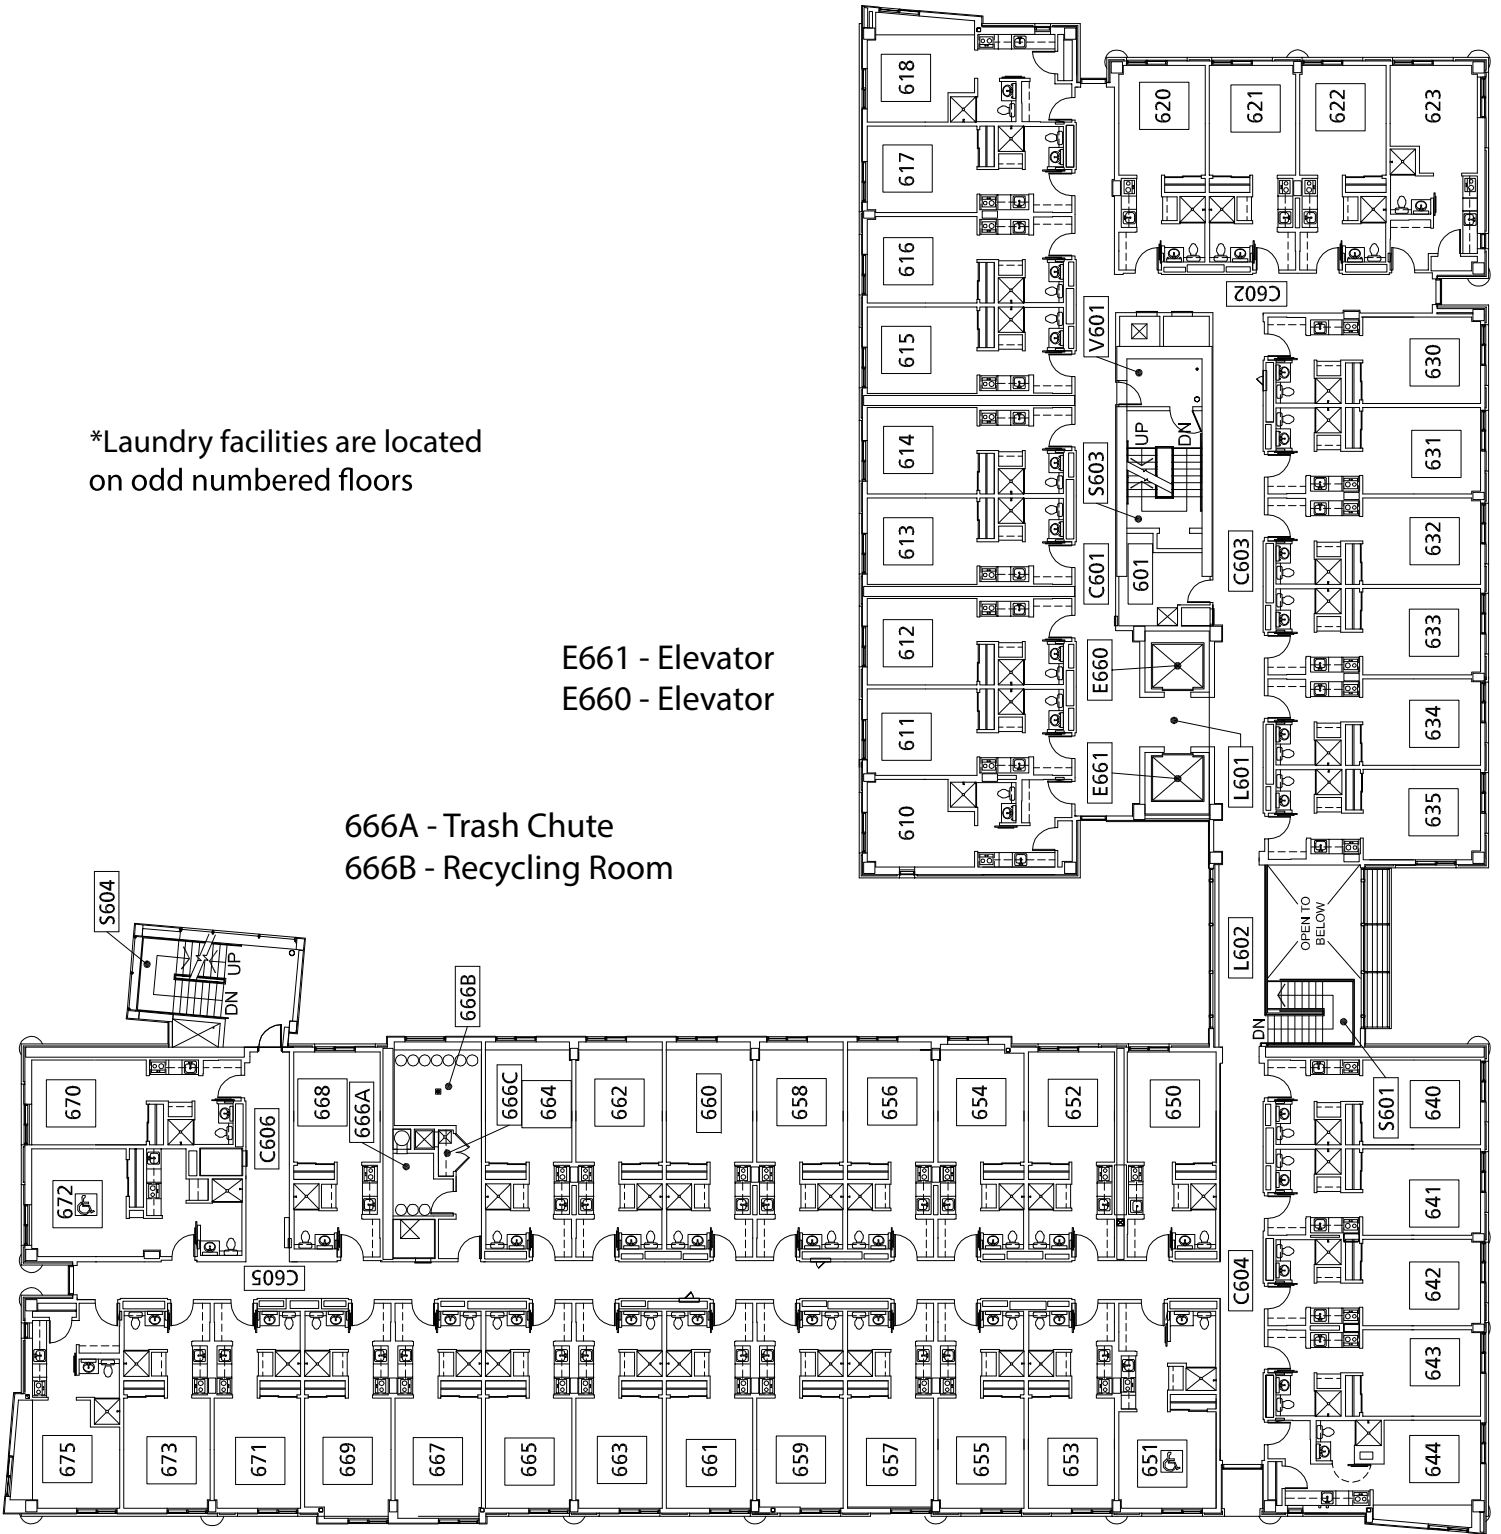 618
620
621
622
623
617
616
C602
V601
615
630
614
UP
DN
631
S603
*Laundry facilities are located
on odd numbered floors
613
C601
601
C603
632
612
633
E661 - Elevator
E660 - Elevator
E660
611
634
E661
L601
610
635
666A - Trash Chute
666B - Recycling Room
S604
UP
DN
L602
OPEN TO
BELOW
666B
DN
S601
670
C606
668
666A
666C
664
662
660
658
656
654
652
650
640
672
641
C605
C604
642
643
675
673
671
669
667
665
663
661
659
657
655
653
651
644